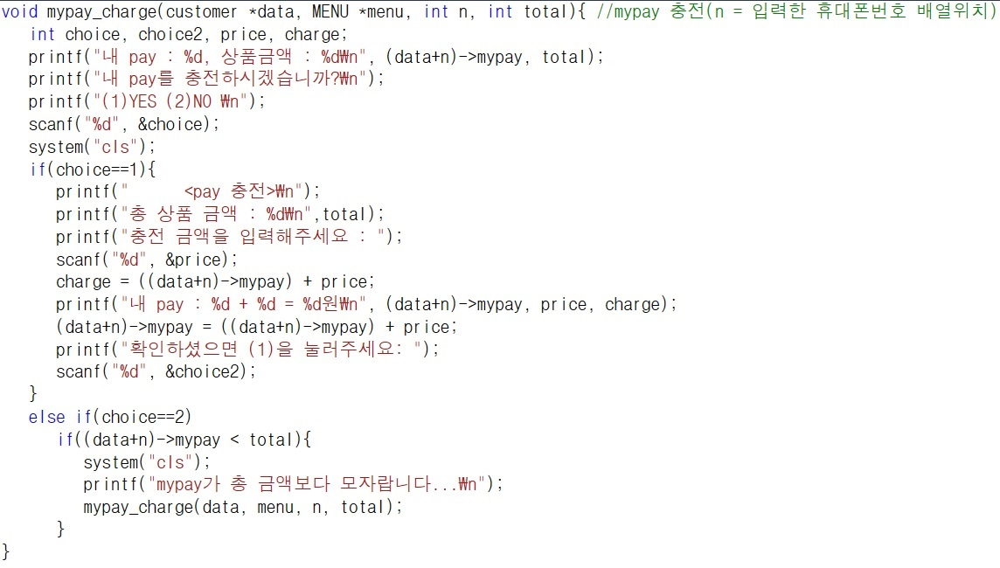 void mypay_charge(customer *data, MENU *menu, int n, int total){ //mypay 충전(n = 입력한 휴대폰번호 배열위치)
int choice, choice2, price, charge;
printf("내 pay : %d, 상품금액 : %d₩n", (data+n)->mypay, total);
printf("내 pay를 충전하시겠습니까?₩n");
printf("(1)YES (2)NO ₩n");
scanf("%d", &choice);
system("cls");
if(choice==1){
printf("      <pay 충전>₩n");
printf("총 상품 금액 : %d₩n",total);
printf("충전 금액을 입력해주세요 : ");
scanf("%d", &price);
charge = ((data+n)->mypay) + price;
printf("내 pay : %d + %d = %d원₩n", (data+n)->mypay, price, charge);
(data+n)->mypay = ((data+n)->mypay) + price;
printf("확인하셨으면 (1)을 눌러주세요: ");
scanf("%d", &choice2);
}
else if(choice==2)
if((data+n)->mypay < total){
system("cls");
printf("mypay가 총 금액보다 모자랍니다...₩n");
mypay_charge(data, menu, n, total);
}
}